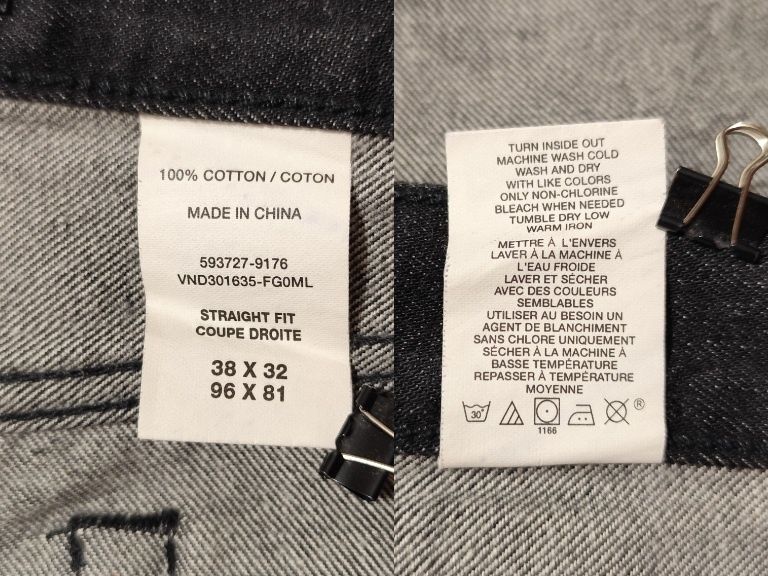 100% COTTON / COTON
MADE IN CHINA
593727-9176
VND301635-FG0ML
STRAIGHT FIT
COUPE DROITE
38 X 32
96 X 81
TURN INSIDE OUT
MACHINE WASH COLD
WASH AND DRY
WITH LIKE COLORS
ONLY NON-CHLORINE
BLEACH WHEN NEEDED
TUMBLE DRY LOW
WARM IRON
METTRE À L'ENVERS
LAVER À LA MACHINE À
L'EAU FROIDE
LAVER ET SÉCHER
AVEC DES COULEURS
SEMBLABLES
UTILISER AU BESOIN UN
AGENT DE BLANCHIMENT
SANS CHLORE UNIQUEMENT
SÉCHER À LA MACHINE À
BASSE TEMPÉRATURE
REPASSER À TEMPÉRATURE
MOYENNE
30° ®
1166